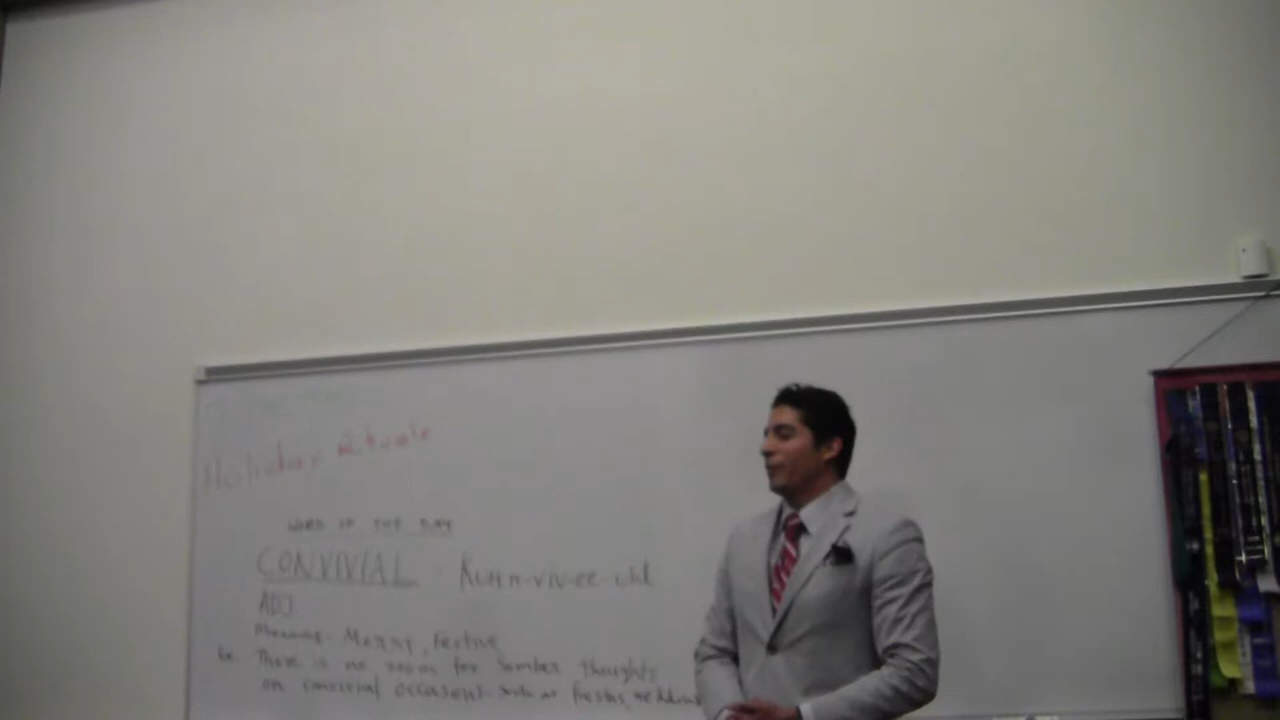 Holiday Rituals
WORD OF THE DAY
CONVIVIAL - KUHN-VIV-EE-uhl
ADJ
Meaning - Merry, Festive
Ex. There is no room for somber thoughts
on convivial occasions such as fiestas, wedding